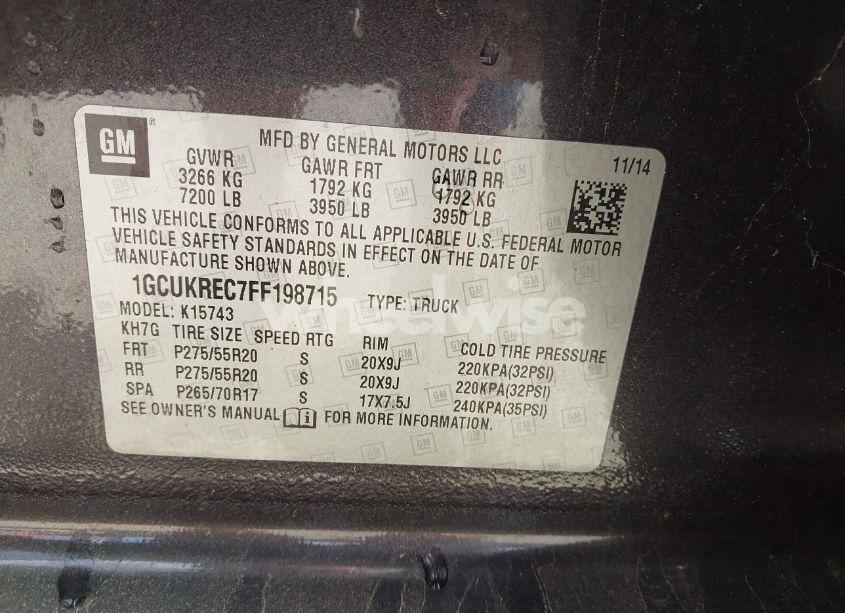 GM
MFD BY GENERAL MOTORS LLC
11/14
GVWR GAWR FRT GAWR RR
3266 KG 1792 KG 1792 KG
7200 LB 3950 LB 3950 LB
THIS VEHICLE CONFORMS TO ALL APPLICABLE U.S. FEDERAL MOTOR
VEHICLE SAFETY STANDARDS IN EFFECT ON THE DATE OF
MANUFACTURE SHOWN ABOVE.
1GCUKREC7FF198715 TYPE: TRUCK
wheelwise
MODEL: K15743
KH7G TIRE SIZE SPEED RTG RIM COLD TIRE PRESSURE
FRT P275/55R20 S 20X9J 220KPA(32PSI)
RR P275/55R20 S 20X9J 220KPA(32PSI)
SPA P265/70R17 S 17X7.5J 240KPA(35PSI)
SEE OWNER'S MANUAL FOR MORE INFORMATION.